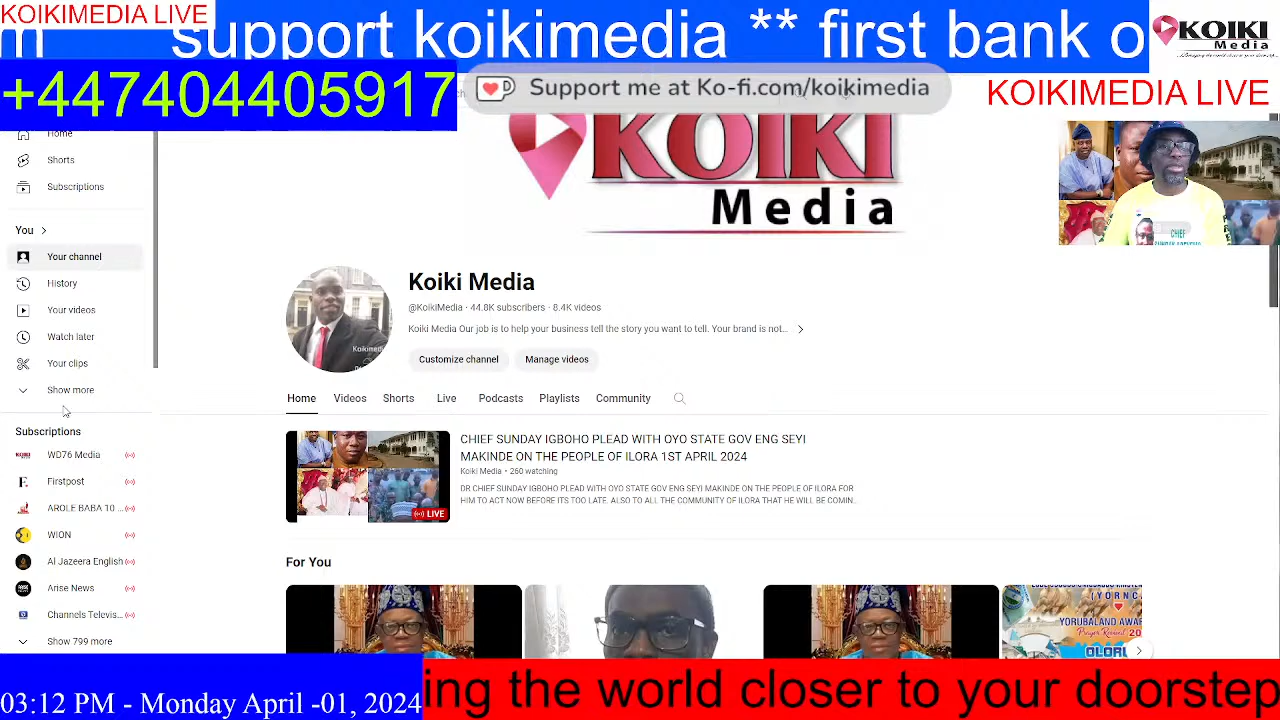 KOIKIMEDIA LIVE
m support koikimedia ** first bank o
KOIKI
Media
+447404405917
Support me at Ko-fi.com/koikimedia
KOIKIMEDIA LIVE
KOIKI
Media
Home
Shorts
Subscriptions
You
Your channel
History
Your videos
Watch later
Your clips
Show more
Subscriptions
WD76 Media
Firstpost
AROLE BABA 10 ...
WION
Al Jazeera English
Arise News
Channels Televis...
Show 799 more
CHIEF
Koiki Media
@KoikiMedia · 44.8K subscribers · 8.4K videos
Koiki Media Our job is to help your business tell the story you want to tell. Your brand is not...
Customize channel
Manage videos
Home Videos Shorts Live Podcasts Playlists Community
LIVE
CHIEF SUNDAY IGBOHO PLEAD WITH OYO STATE GOV ENG SEYI
MAKINDE ON THE PEOPLE OF ILORA 1ST APRIL 2024
Koiki Media • 260 watching
DR CHIEF SUNDAY IGBOHO PLEAD WITH OYO STATE GOV ENG SEYI MAKINDE ON THE PEOPLE OF ILORA FOR
HIM TO ACT NOW BEFORE ITS TOO LATE. ALSO TO ALL THE COMMUNITY OF ILORA THAT HE WILL BE COMIN...
For You
YORUBALAND AWAR
03:12 PM - Monday April -01, 2024
ing the world closer to your doorstep